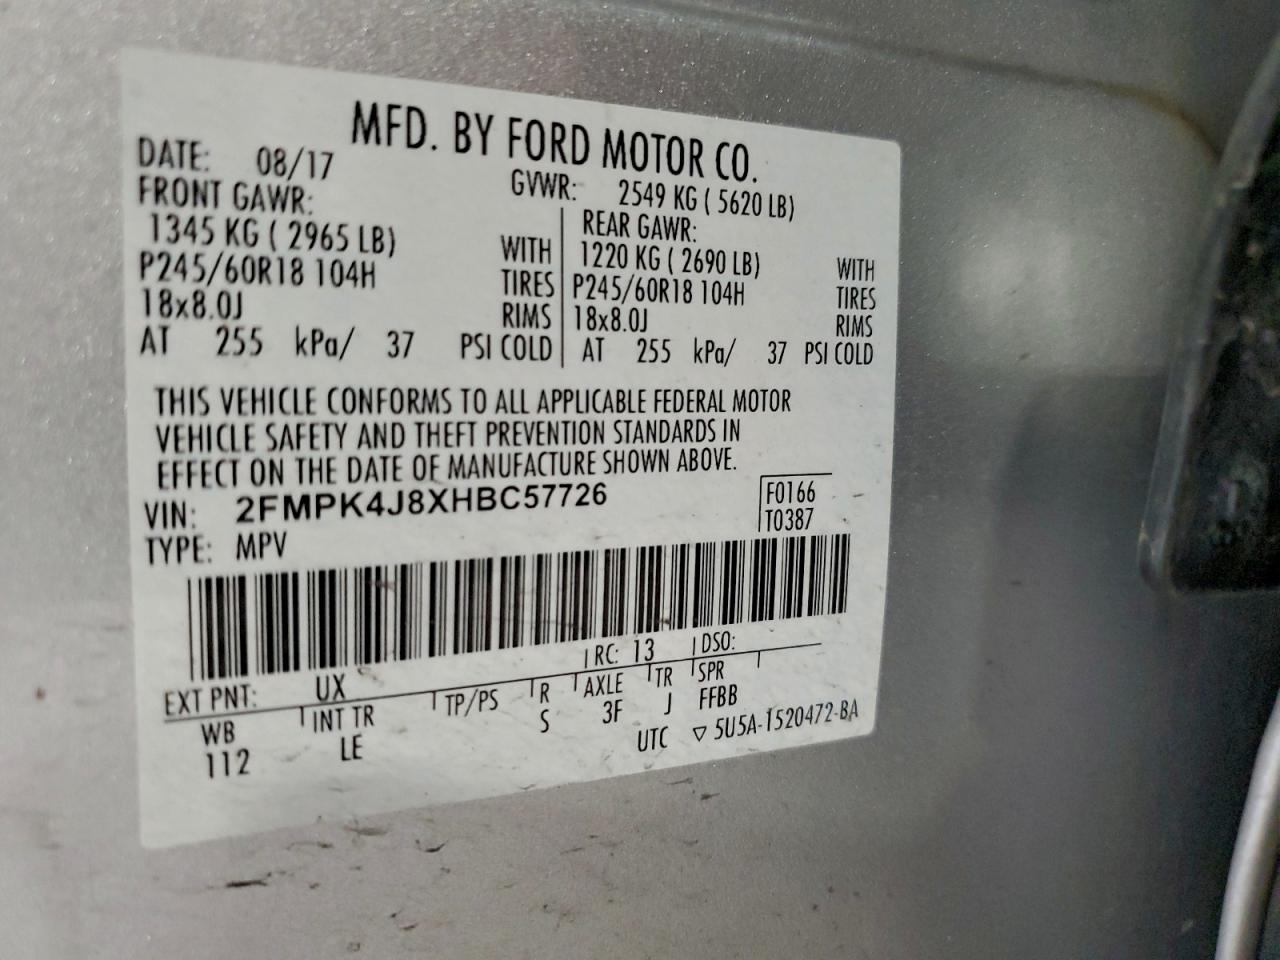 MFD. BY FORD MOTOR CO.
DATE: 08/17 GVWR: 2549 KG ( 5620 LB)
FRONT GAWR: REAR GAWR:
1345 KG ( 2965 LB) WITH 1220 KG ( 2690 LB) WITH
P245/60R18 104H TIRES P245/60R18 104H TIRES
18x8.0J RIMS 18x8.0J RIMS
AT 255 kPa/ 37 PSI COLD AT 255 kPa/ 37 PSI COLD
THIS VEHICLE CONFORMS TO ALL APPLICABLE FEDERAL MOTOR
VEHICLE SAFETY AND THEFT PREVENTION STANDARDS IN
EFFECT ON THE DATE OF MANUFACTURE SHOWN ABOVE.
VIN: 2FMPK4J8XHBC57726 F0166
TYPE: MPV T0387
EXT PNT: UX RC: 13 DSO:
WB INT TR TP/PS R AXLE TR SPR
112 LE S 3F J FFBB
UTC ▽ 5U5A-1520472-BA